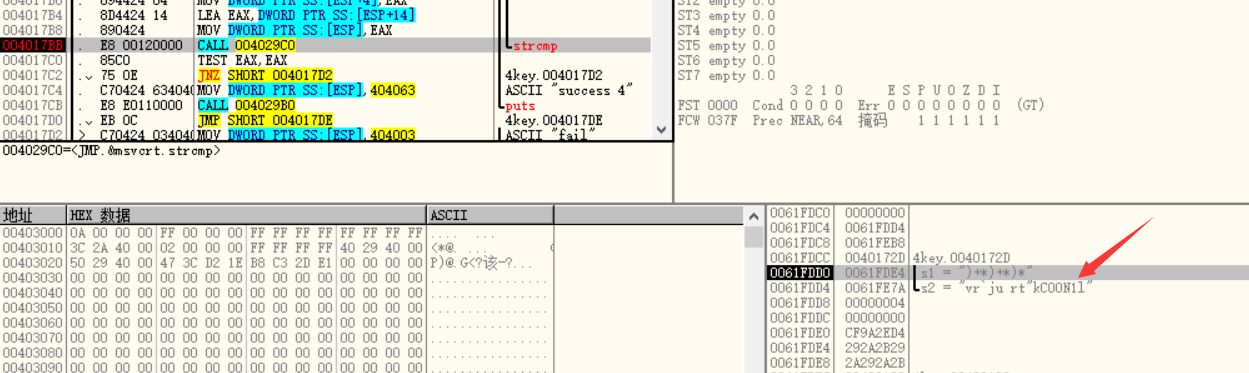 004017B0 . 894424 04 MOV DWORD PTR SS:[ESP+4],EAX
004017B4 . 8D4424 14 LEA EAX,DWORD PTR SS:[ESP+14]
004017B8 . 890424 MOV DWORD PTR SS:[ESP],EAX
004017BB . E8 00120000 CALL 004029C0 strcmp
004017C0 . 85C0 TEST EAX,EAX
004017C2 . 75 0E JNZ SHORT 004017D2 4key.004017D2
004017C4 . C70424 634040 MOV DWORD PTR SS:[ESP],404063 ASCII "success 4"
004017CB . E8 E0110000 CALL 004029B0 puts
004017D0 . EB 0C JMP SHORT 004017DE 4key.004017DE
004017D2 > C70424 034040 MOV DWORD PTR SS:[ESP],404003 ASCII "fail"
004029C0=<JMP.&msvcrt.strcmp>
ST2 empty 0.0
ST3 empty 0.0
ST4 empty 0.0
ST5 empty 0.0
ST6 empty 0.0
ST7 empty 0.0
3 2 1 0 E S P U O Z D I
FST 0000 Cond 0 0 0 0 Err 0 0 0 0 0 0 0 0 (GT)
FCW 037F Prec NEAR,64 掩码 1 1 1 1 1 1
地址 HEX 数据 ASCII
00403000 0A 00 00 00 FF 00 00 00 FF FF FF FF FF FF FF FF .... ...
00403010 3C 2A 40 00 02 00 00 00 FF FF FF FF 40 29 40 00 <*@. ...
00403020 50 29 40 00 47 3C D2 1E B8 C3 2D E1 00 00 00 00 P)@.G<?该-?...
00403030 00 00 00 00 00 00 00 00 00 00 00 00 00 00 00 00 ................
00403040 00 00 00 00 00 00 00 00 00 00 00 00 00 00 00 00 ................
00403050 00 00 00 00 00 00 00 00 00 00 00 00 00 00 00 00 ................
00403060 00 00 00 00 00 00 00 00 00 00 00 00 00 00 00 00 ................
00403070 00 00 00 00 00 00 00 00 00 00 00 00 00 00 00 00 ................
00403080 00 00 00 00 00 00 00 00 00 00 00 00 00 00 00 00 ................
00403090 00 00 00 00 00 00 00 00 00 00 00 00 00 00 00 00 ................
0061FDC0 00000000
0061FDC4 0061FDD4
0061FDC8 0061FEB8
0061FDCC 0040172D 4key.0040172D
0061FDD0 0061FDE4 s1 = ")+*)+*)*"
0061FDD4 0061FE7A s2 = "vr`ju rt"kCOON1l"
0061FDD8 00000004
0061FDDC 00000000
0061FDE0 CF9A2ED4
0061FDE4 292A2B29
0061FDE8 2A292A2B